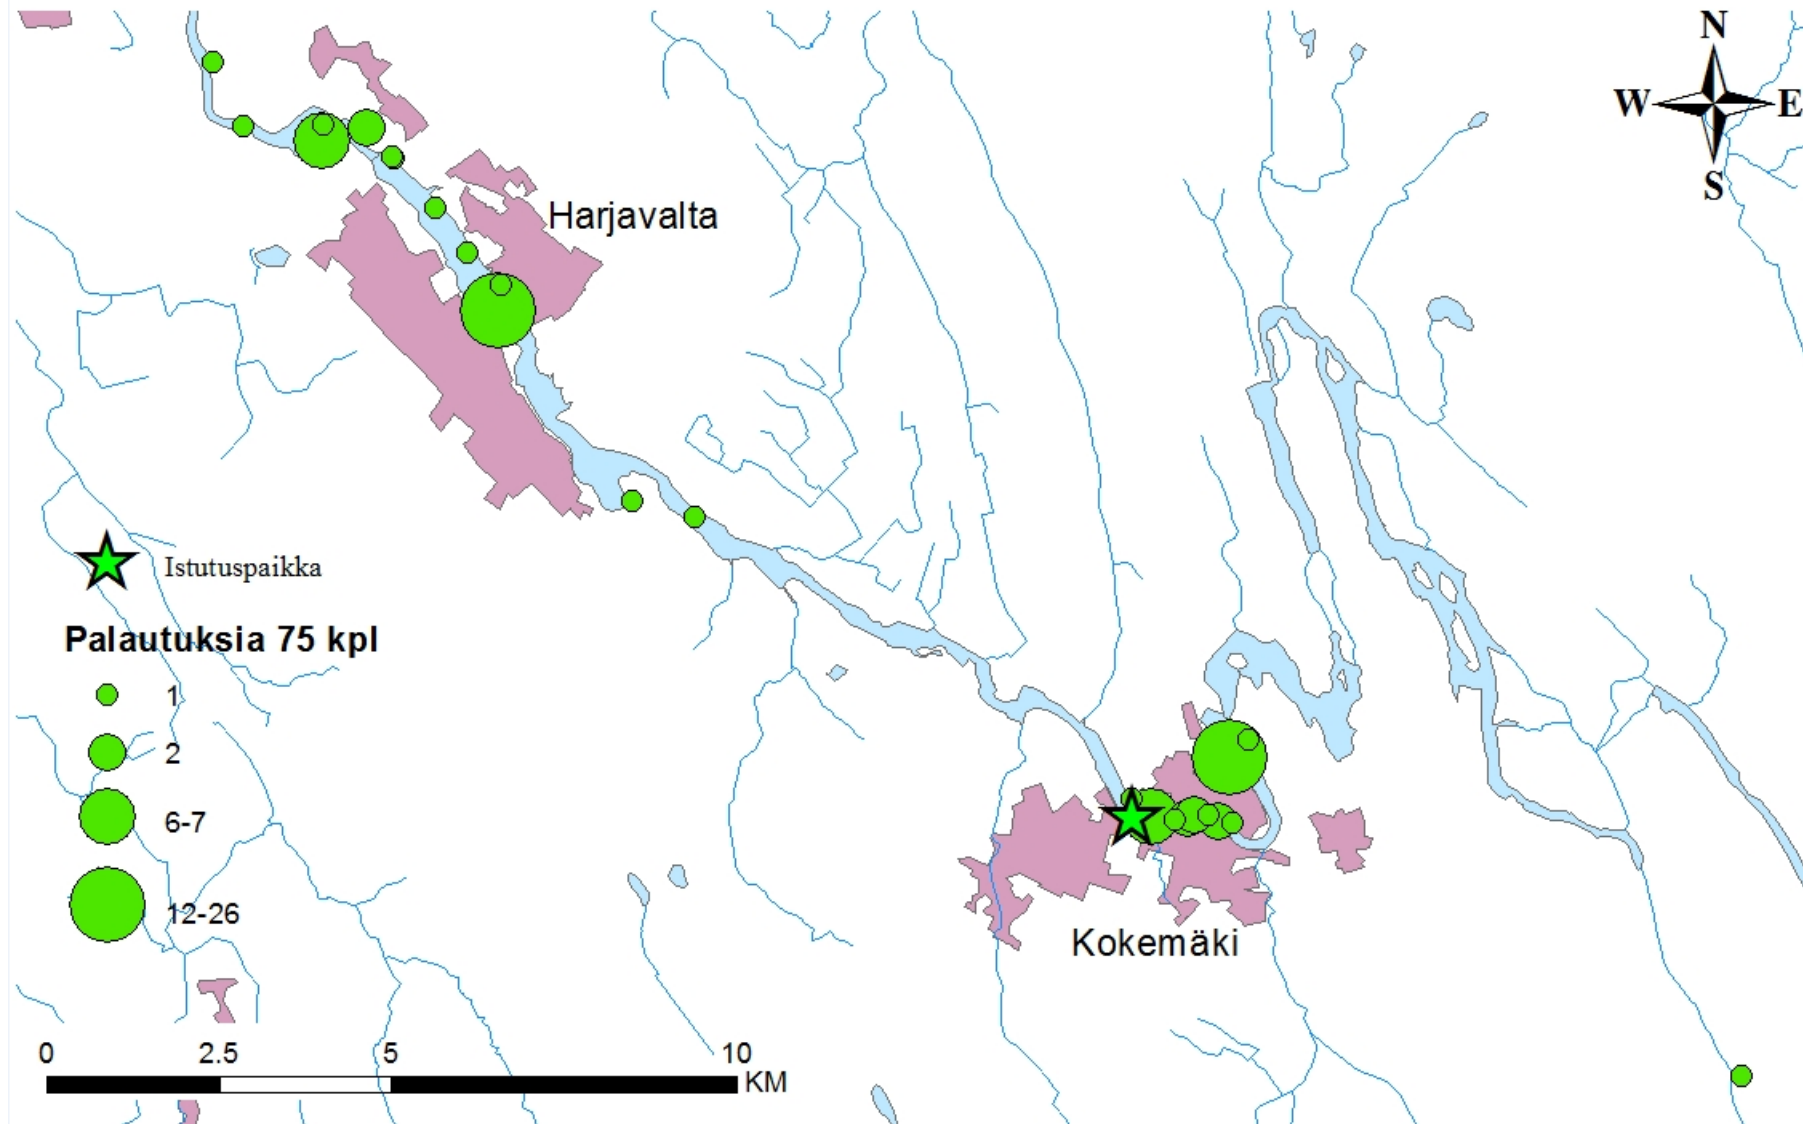 N
W E
S
Harjavalta
Istutuspaikka
Palautuksia 75 kpl
1
2
6-7
12-26
Kokemäki
0 2.5 5 10
KM